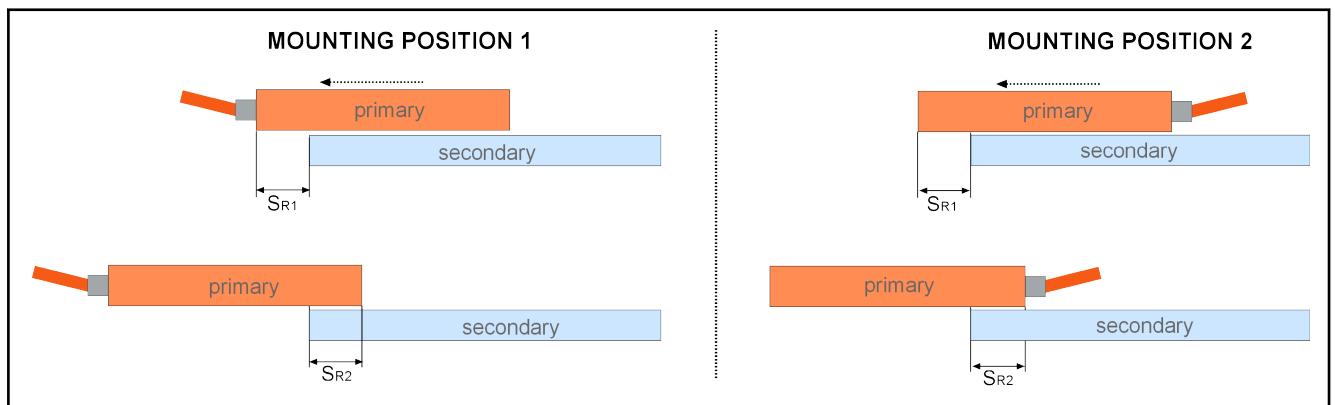 MOUNTING POSITION 1
primary
secondary
SR1
primary
secondary
SR2
MOUNTING POSITION 2
primary
secondary
SR1
primary
secondary
SR2